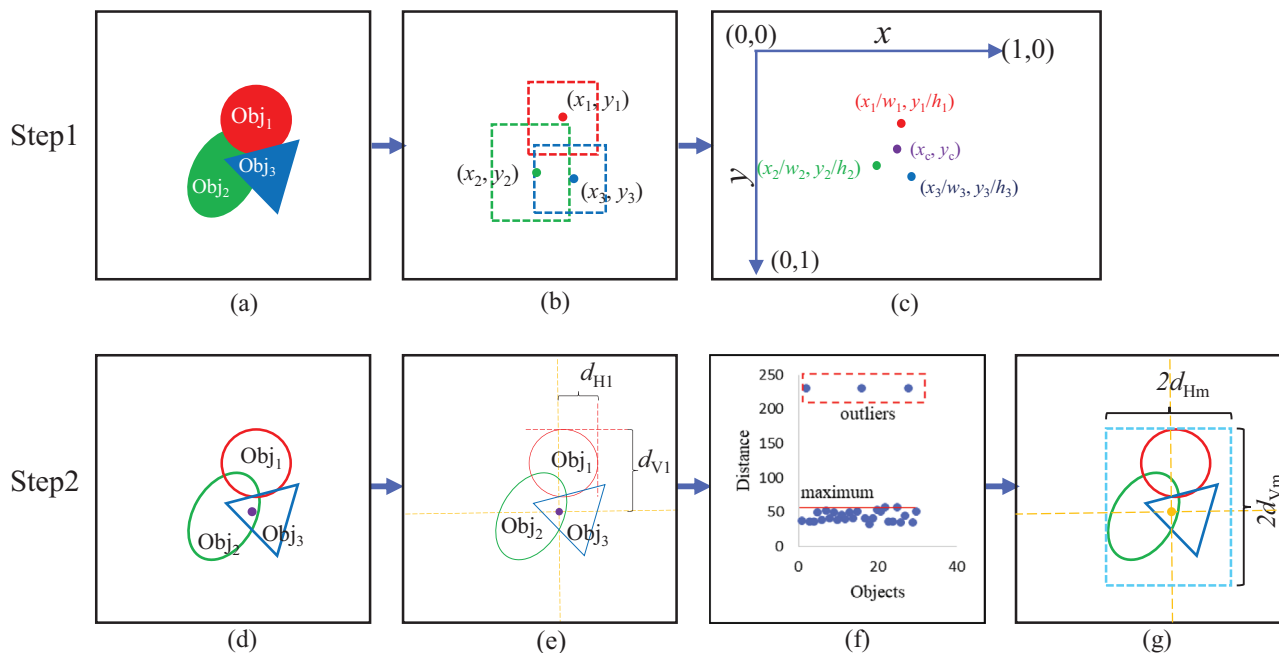 Step1
Obj1
Obj2
Obj3
(a)
(x1, y1)
(x2, y2)
(x3, y3)
(b)
(0,0)
x
(1,0)
(x1/w1, y1/h1)
(xc, yc)
(x2/w2, y2/h2)
(x3/w3, y3/h3)
y
(0,1)
(c)
Step2
Obj1
Obj2
Obj3
(d)
dH1
dV1
Obj1
Obj2
Obj3
(e)
250
200
150
100
50
0
Distance
outliers
maximum
0
20
40
Objects
(f)
2dHm
2dVm
(g)